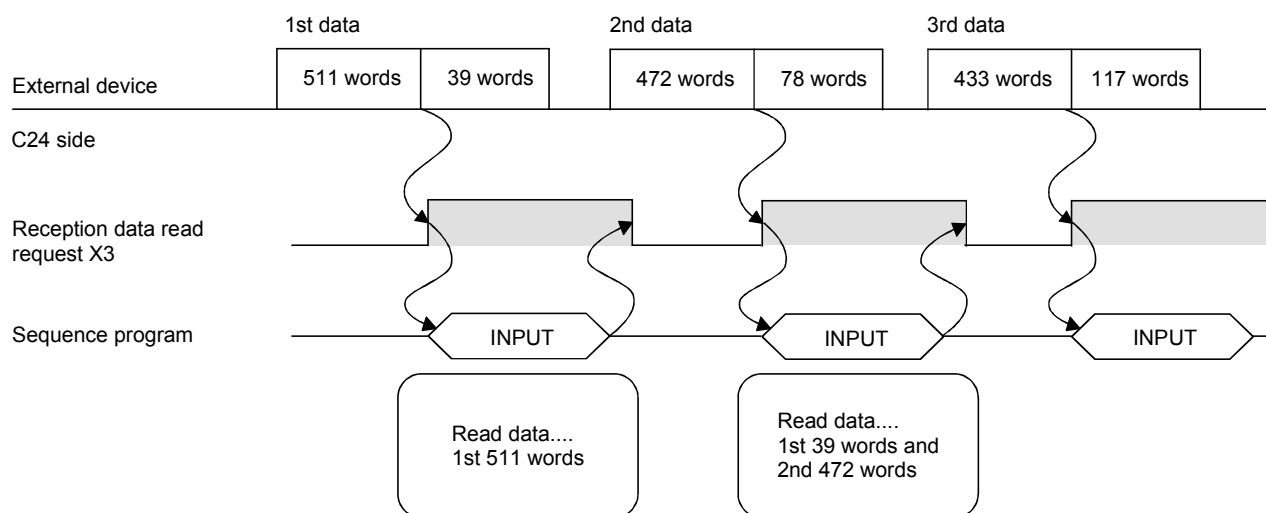 1st data 2nd data 3rd data
External device 511 words 39 words 472 words 78 words 433 words 117 words
C24 side
Reception data read
request X3
Sequence program INPUT INPUT INPUT
Read data....
1st 511 words
Read data....
1st 39 words and
2nd 472 words